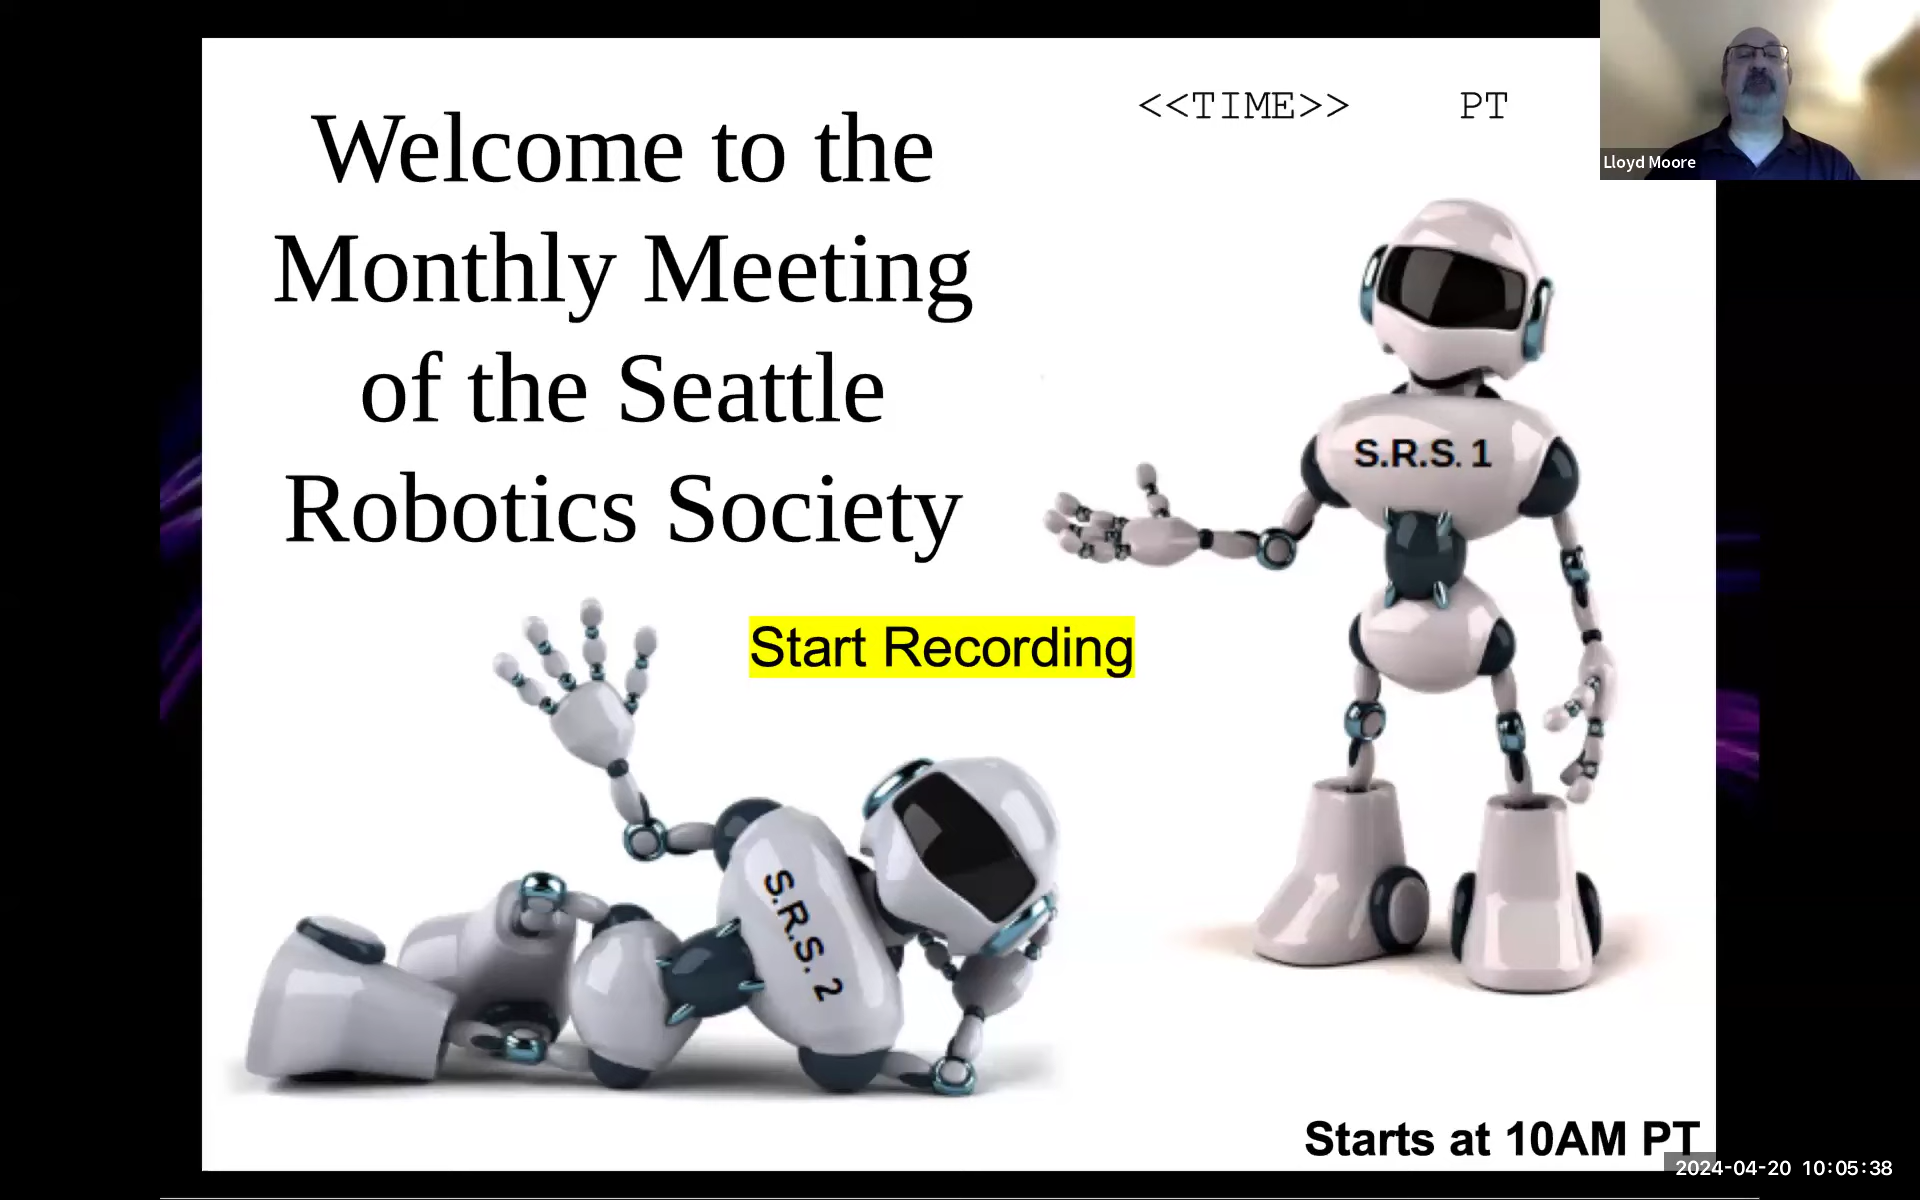 <<TIME>> PT
Lloyd Moore
Welcome to the
Monthly Meeting
of the Seattle
Robotics Society
S.R.S. 1
Start Recording
S.R.S. 2
Starts at 10AM PT
2024-04-20 10:05:38